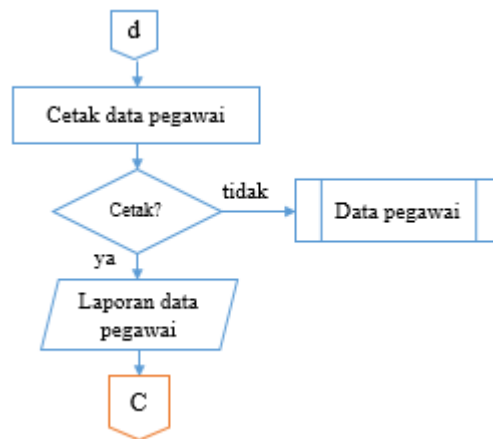 d
Cetak data pegawai
Cetak?
tidak
Data pegawai
ya
Laporan data
pegawai
C